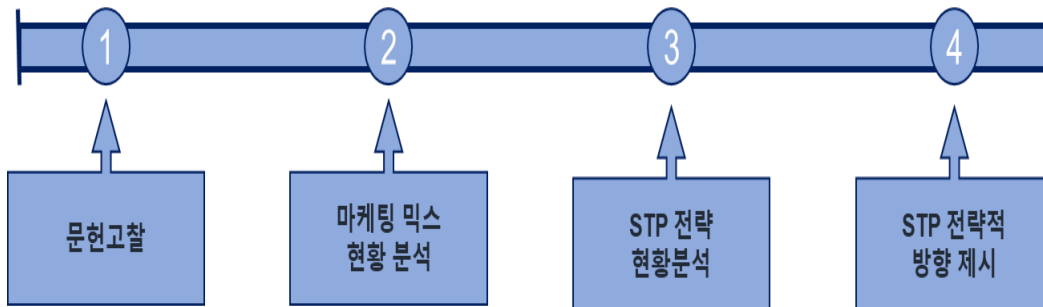 1
2
3
4
문헌고찰
마케팅 믹스
현황 분석
STP 전략
현황분석
STP 전략적
방향 제시